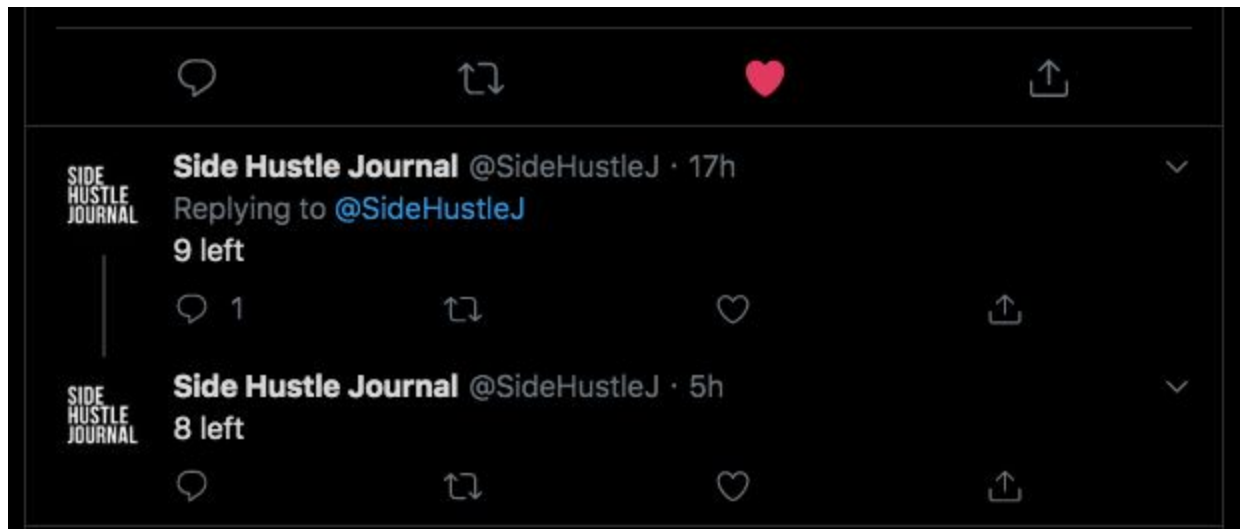 SIDE
HUSTLE
JOURNAL
Side Hustle Journal @SideHustleJ · 17h
Replying to @SideHustleJ
9 left
1
SIDE
HUSTLE
JOURNAL
Side Hustle Journal @SideHustleJ · 5h
8 left